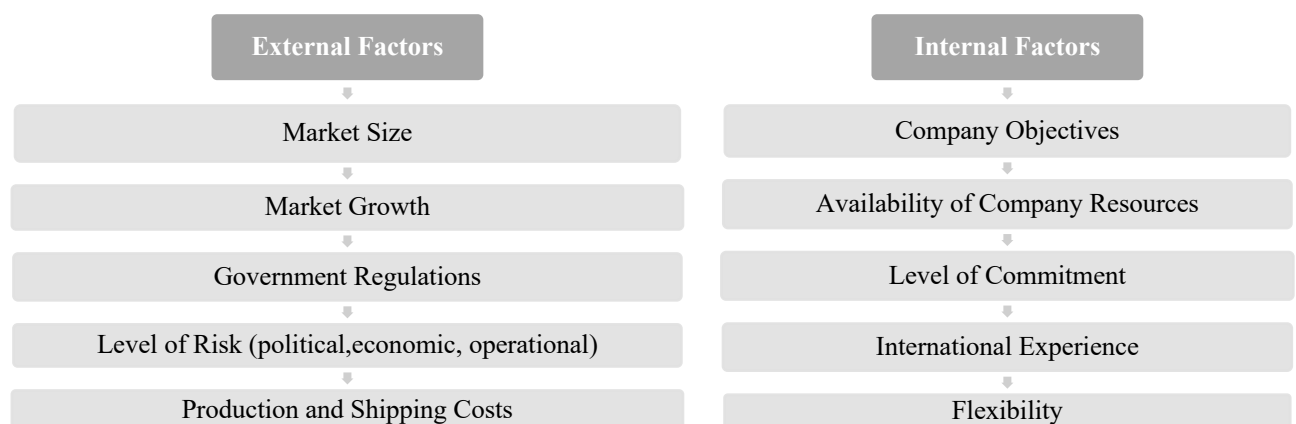 External Factors
Market Size
Market Growth
Government Regulations
Level of Risk (political,economic, operational)
Production and Shipping Costs
Internal Factors
Company Objectives
Availability of Company Resources
Level of Commitment
International Experience
Flexibility